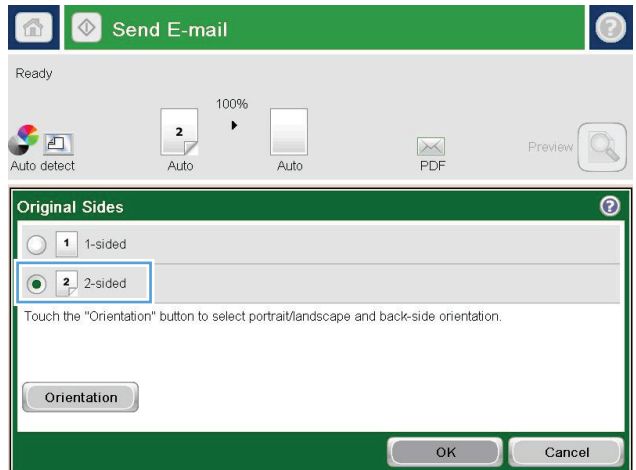 Send E-mail
?
Ready
100%
2
Auto detect
Auto
Auto
PDF
Preview
Original Sides
?
1 1-sided
2 2-sided
Touch the "Orientation" button to select portrait/landscape and back-side orientation.
Orientation
OK Cancel